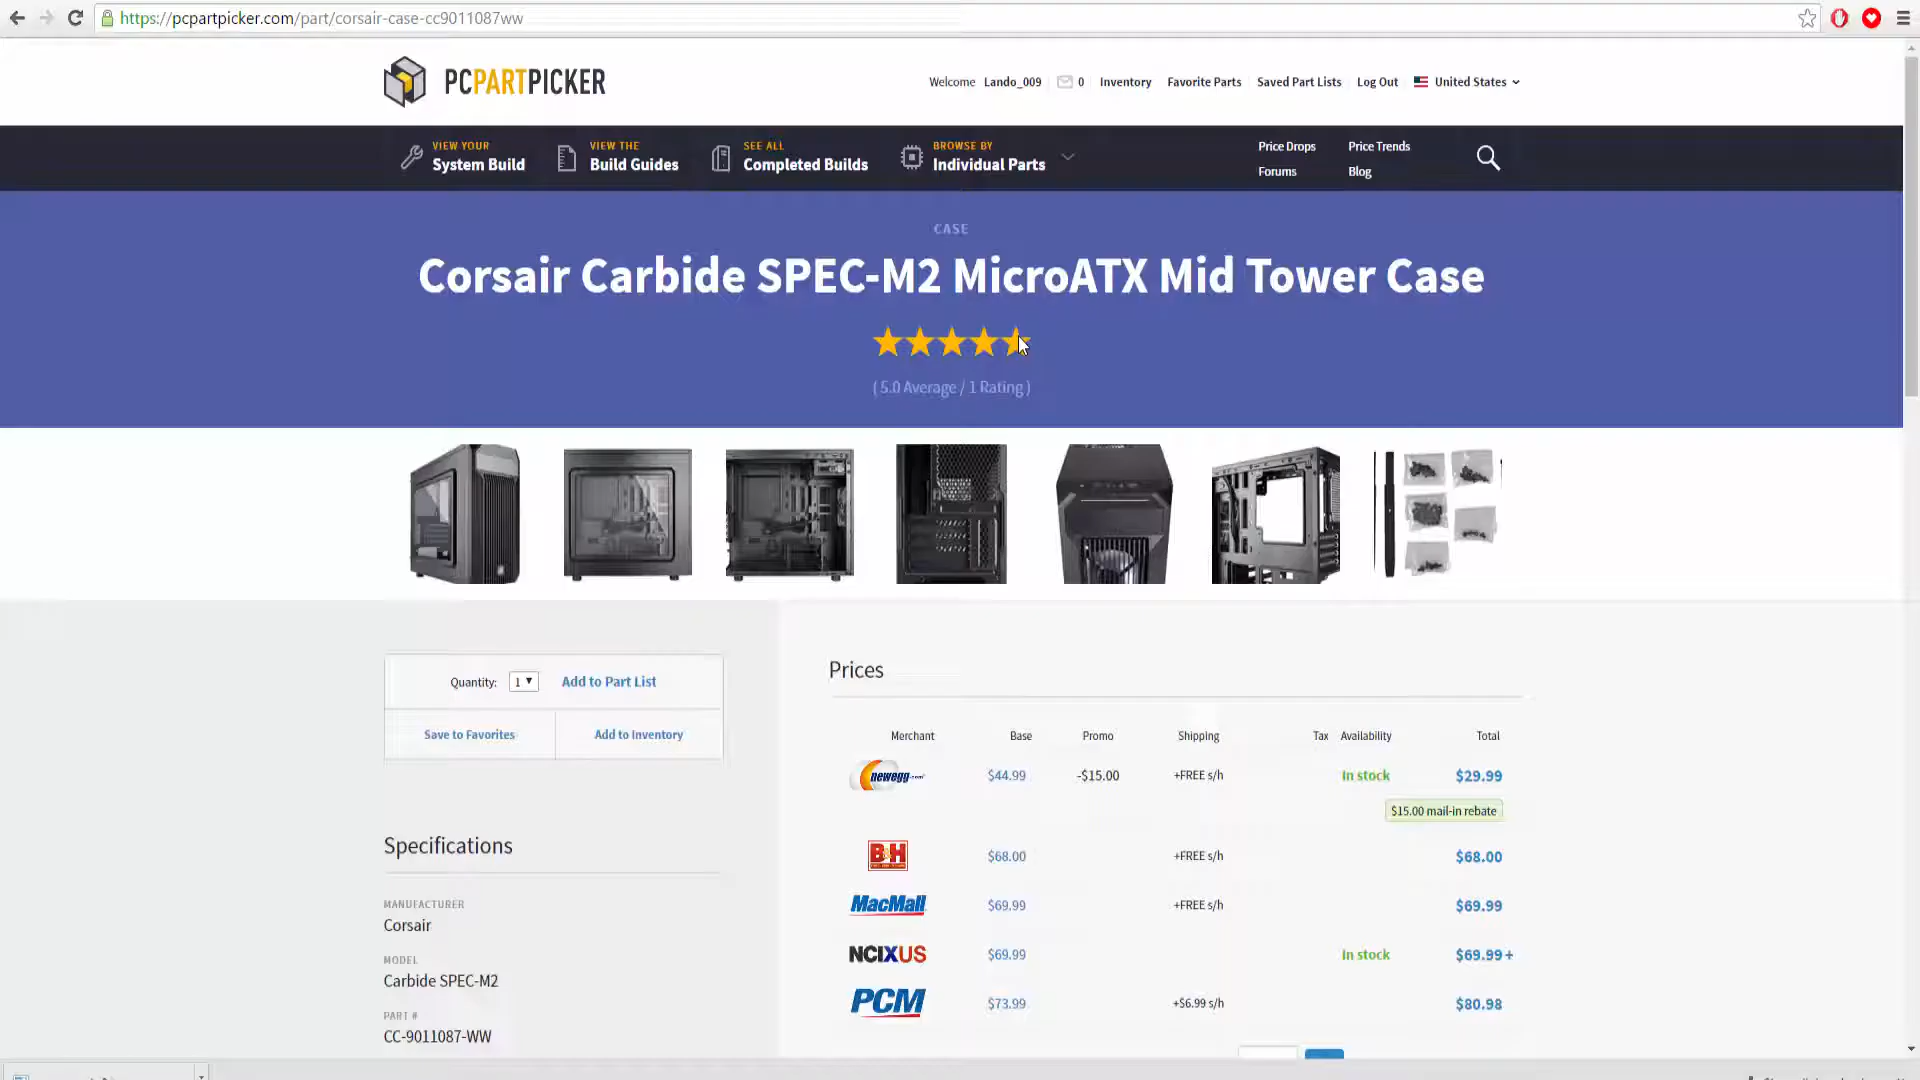 https://pcpartpicker.com/part/corsair-case-cc9011087ww
PCPARTPICKER
Welcome Lando_009 0 Inventory Favorite Parts Saved Part Lists Log Out United States
VIEW YOUR
System Build
VIEW THE
Build Guides
SEE ALL
Completed Builds
BROWSE BY
Individual Parts
Price Drops Price Trends
Forums Blog
CASE
Corsair Carbide SPEC-M2 MicroATX Mid Tower Case
( 5.0 Average / 1 Rating )
Quantity: 1 Add to Part List
Save to Favorites Add to Inventory
Specifications
MANUFACTURER
Corsair
MODEL
Carbide SPEC-M2
PART #
CC-9011087-WW
Prices
Merchant Base Promo Shipping Tax Availability Total
newegg.com $44.99 -$15.00 +FREE s/h In stock $29.99
$15.00 mail-in rebate
B&H $68.00 +FREE s/h $68.00
MacMall $69.99 +FREE s/h $69.99
NCIXUS $69.99 In stock $69.99+
PCM $73.99 +$6.99 s/h $80.98